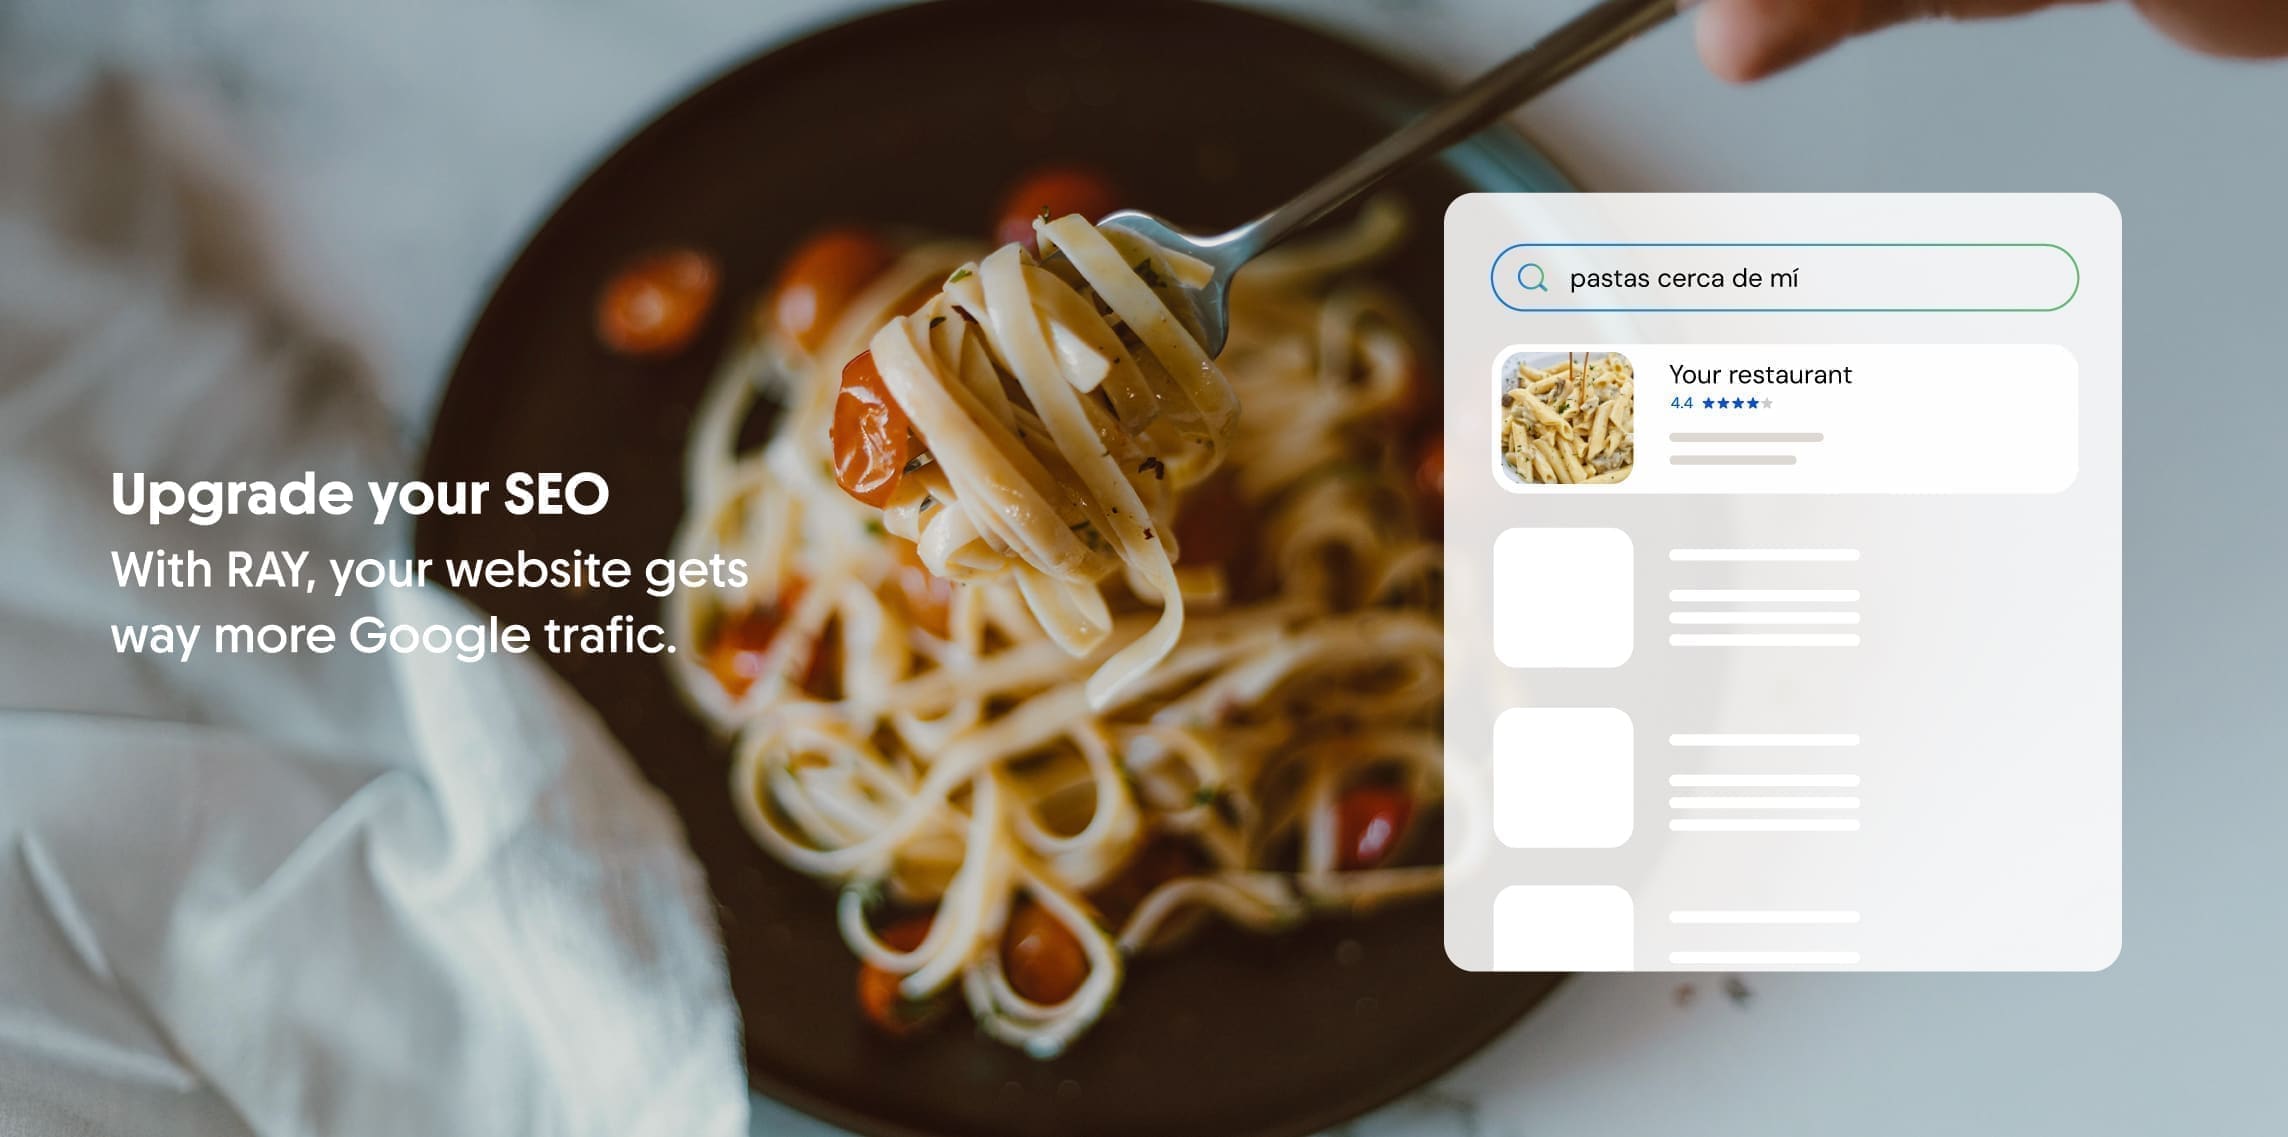 Upgrade your SEO
With RAY, your website gets
way more Google trafic.
pastas cerca de mí
Your restaurant
4.4